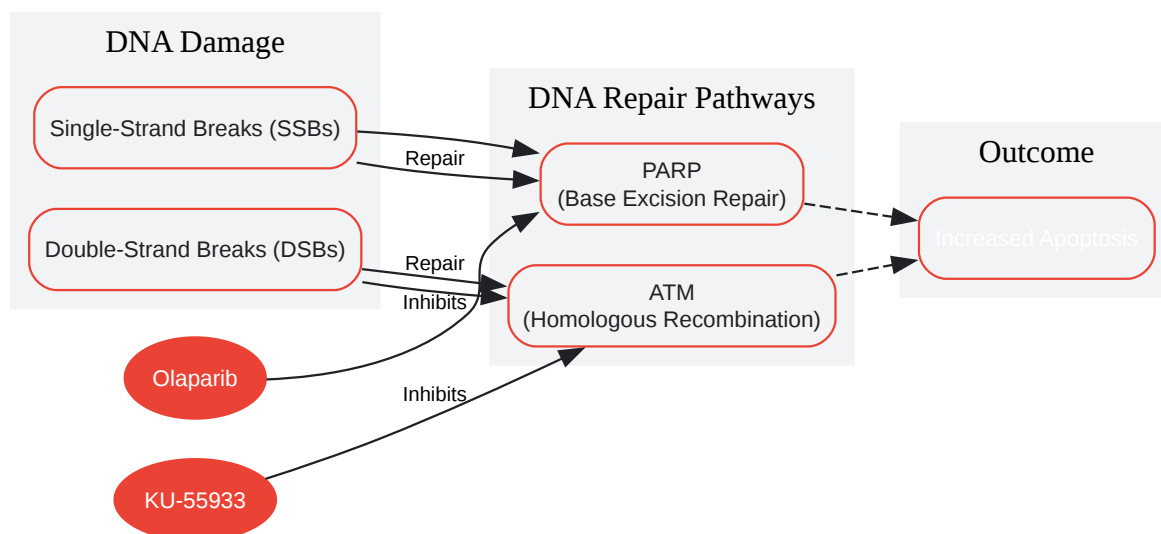 DNA Damage
Single-Strand Breaks (SSBs)
Double-Strand Breaks (DSBs)
Olaparib
KU-55933
Repair
Repair
Inhibits
Inhibits
DNA Repair Pathways
PARP
(Base Excision Repair)
ATM
(Homologous Recombination)
Outcome
Increased Apoptosis